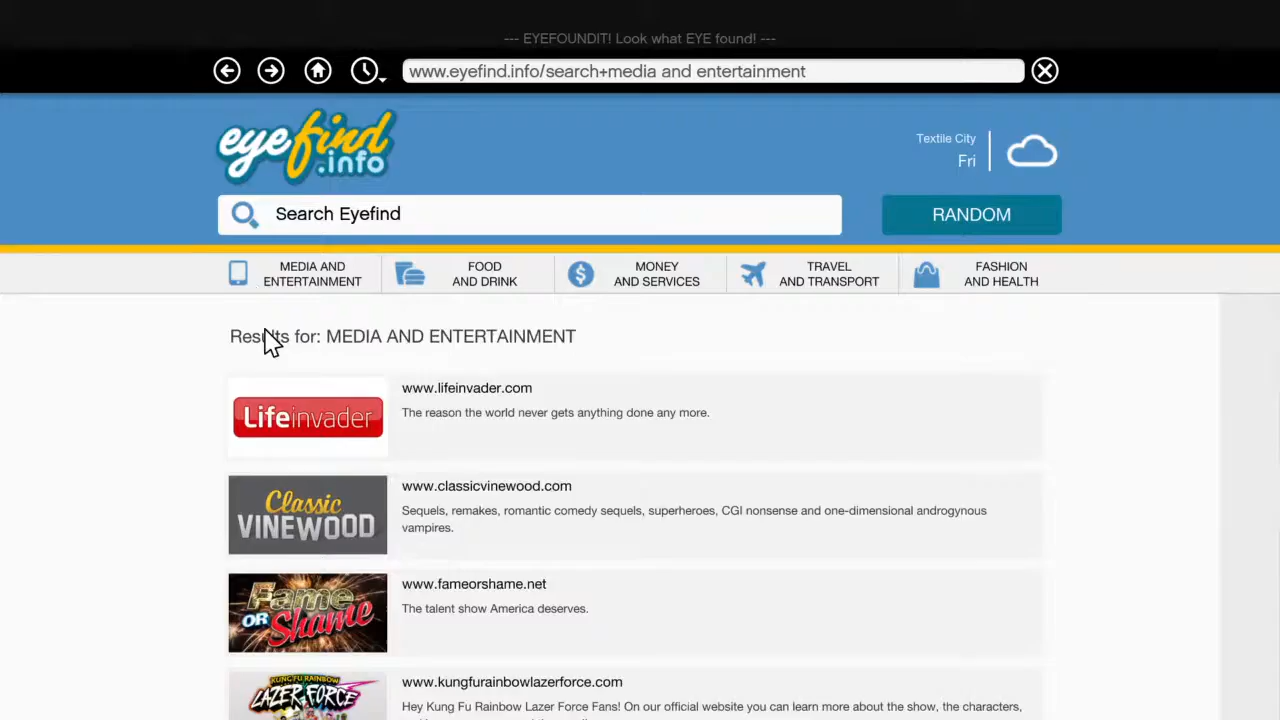 --- EYEFOUNDIT! Look what EYE found! ---
www.eyefind.info/search+media and entertainment
eyefind
.info
Textile City
Fri
Search Eyefind
RANDOM
MEDIA AND
ENTERTAINMENT
FOOD
AND DRINK
MONEY
AND SERVICES
TRAVEL
AND TRANSPORT
FASHION
AND HEALTH
Results for: MEDIA AND ENTERTAINMENT
Lifeinvader
www.lifeinvader.com
The reason the world never gets anything done any more.
Classic
VINEWOOD
www.classicvinewood.com
Sequels, remakes, romantic comedy sequels, superheroes, CGI nonsense and one-dimensional androgynous
vampires.
Fame
OR Shame
www.fameorshame.net
The talent show America deserves.
KUNG FU RAINBOW
LAZER FORCE
www.kungfurainbowlazerforce.com
Hey Kung Fu Rainbow Lazer Force Fans! On our official website you can learn more about the show, the characters,